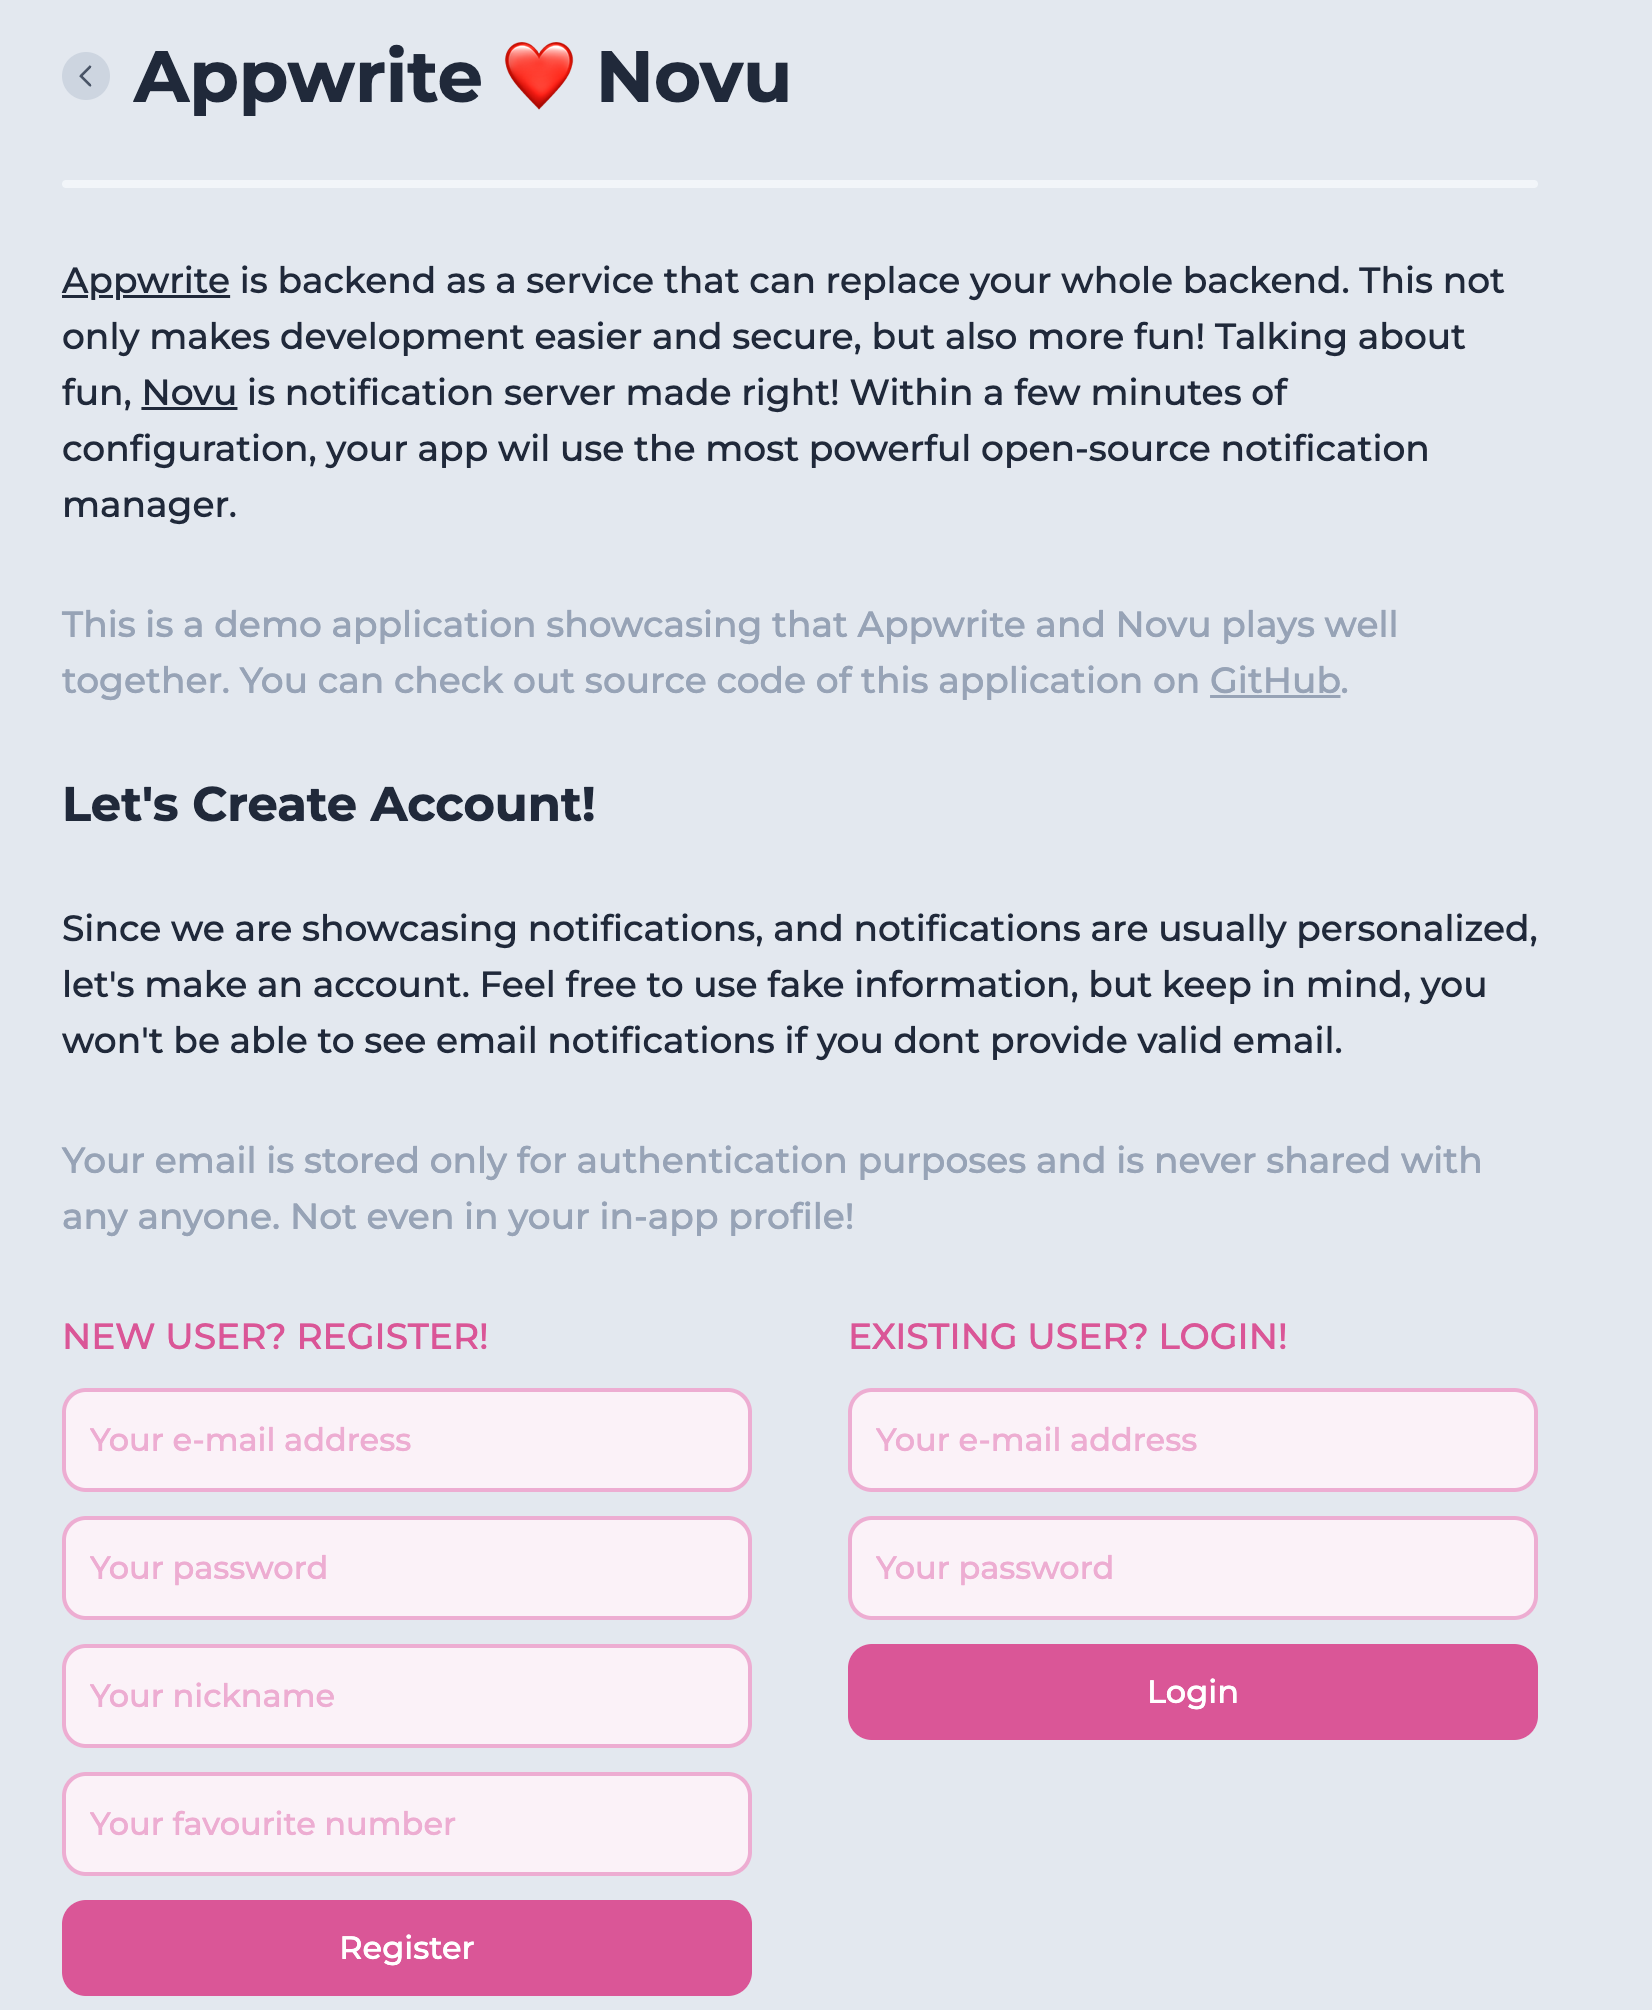 Appwrite ❤️ Novu
Appwrite is backend as a service that can replace your whole backend. This not
only makes development easier and secure, but also more fun! Talking about
fun, Novu is notification server made right! Within a few minutes of
configuration, your app wil use the most powerful open-source notification
manager.
This is a demo application showcasing that Appwrite and Novu plays well
together. You can check out source code of this application on GitHub.
Let's Create Account!
Since we are showcasing notifications, and notifications are usually personalized,
let's make an account. Feel free to use fake information, but keep in mind, you
won't be able to see email notifications if you dont provide valid email.
Your email is stored only for authentication purposes and is never shared with
any anyone. Not even in your in-app profile!
NEW USER? REGISTER!
Your e-mail address
Your password
Your nickname
Your favourite number
Register
EXISTING USER? LOGIN!
Your e-mail address
Your password
Login